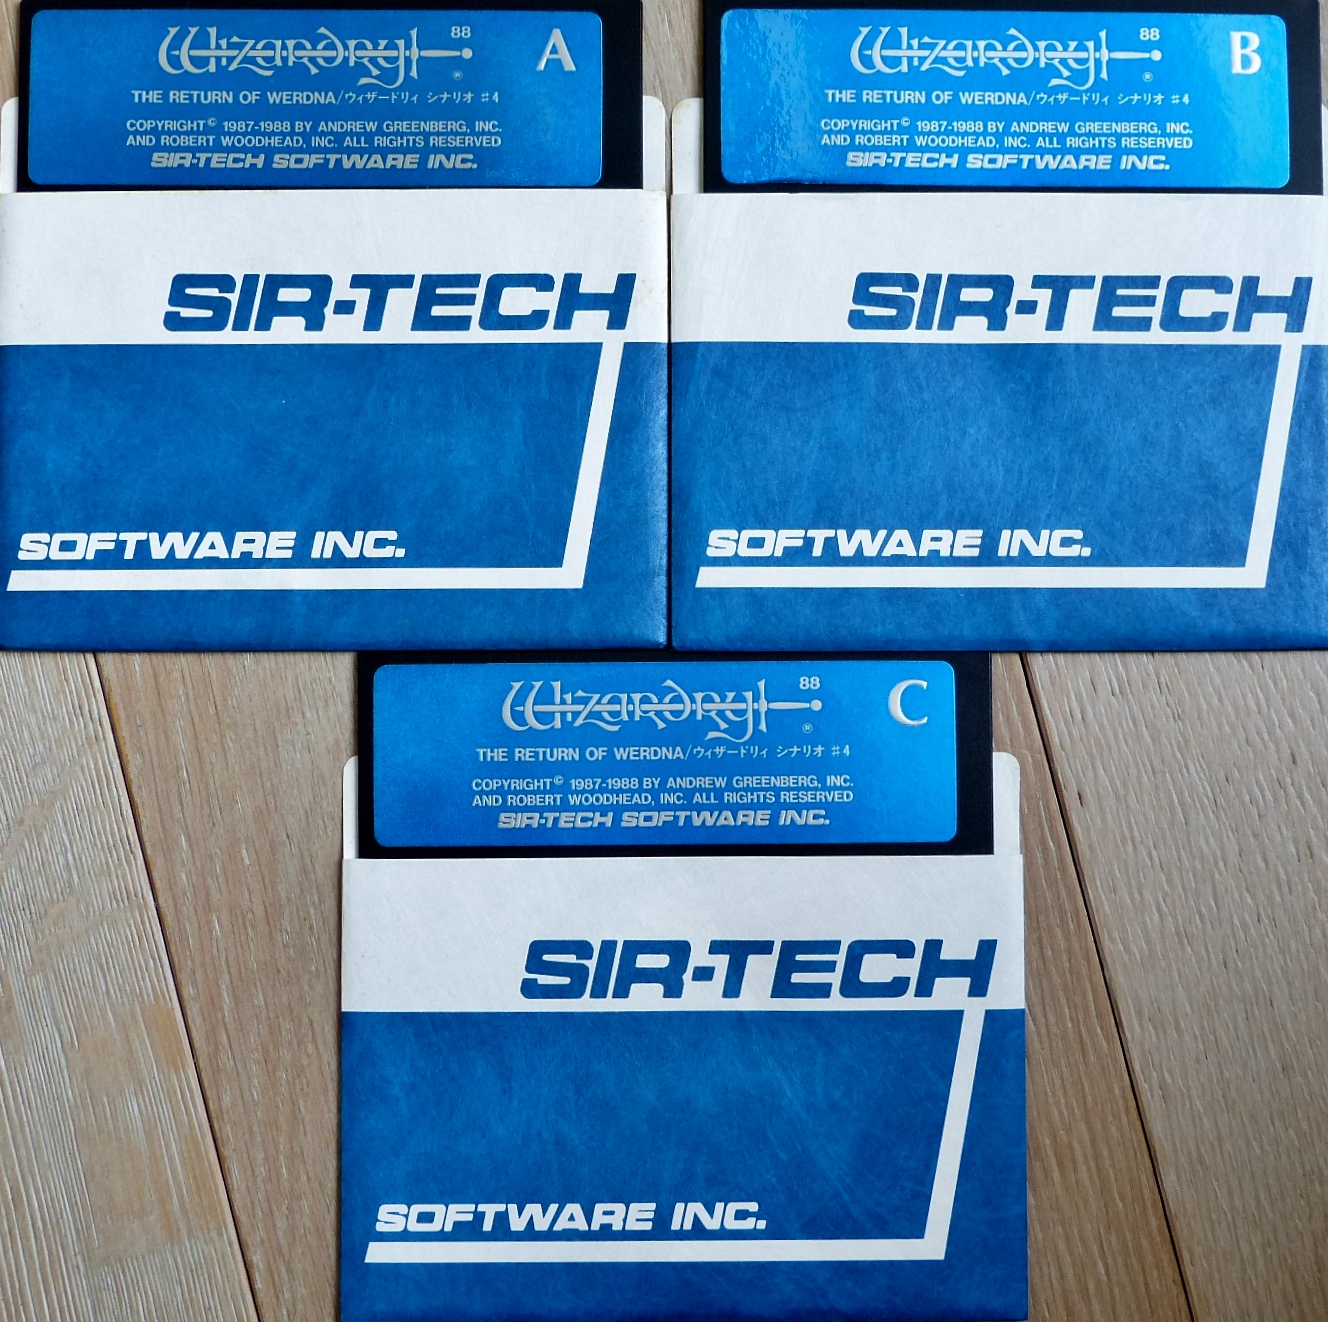 Wizardry 88 A
®
THE RETURN OF WERDNA/ウィザードリィ シナリオ #4
COPYRIGHT© 1987-1988 BY ANDREW GREENBERG, INC.
AND ROBERT WOODHEAD, INC. ALL RIGHTS RESERVED
SIR-TECH SOFTWARE INC.
SIR-TECH
SOFTWARE INC.
Wizardry 88 B
®
THE RETURN OF WERDNA/ウィザードリィ シナリオ #4
COPYRIGHT© 1987-1988 BY ANDREW GREENBERG, INC.
AND ROBERT WOODHEAD, INC. ALL RIGHTS RESERVED
SIR-TECH SOFTWARE INC.
SIR-TECH
SOFTWARE INC.
Wizardry 88 C
®
THE RETURN OF WERDNA/ウィザードリィ シナリオ #4
COPYRIGHT© 1987-1988 BY ANDREW GREENBERG, INC.
AND ROBERT WOODHEAD, INC. ALL RIGHTS RESERVED
SIR-TECH SOFTWARE INC.
SIR-TECH
SOFTWARE INC.